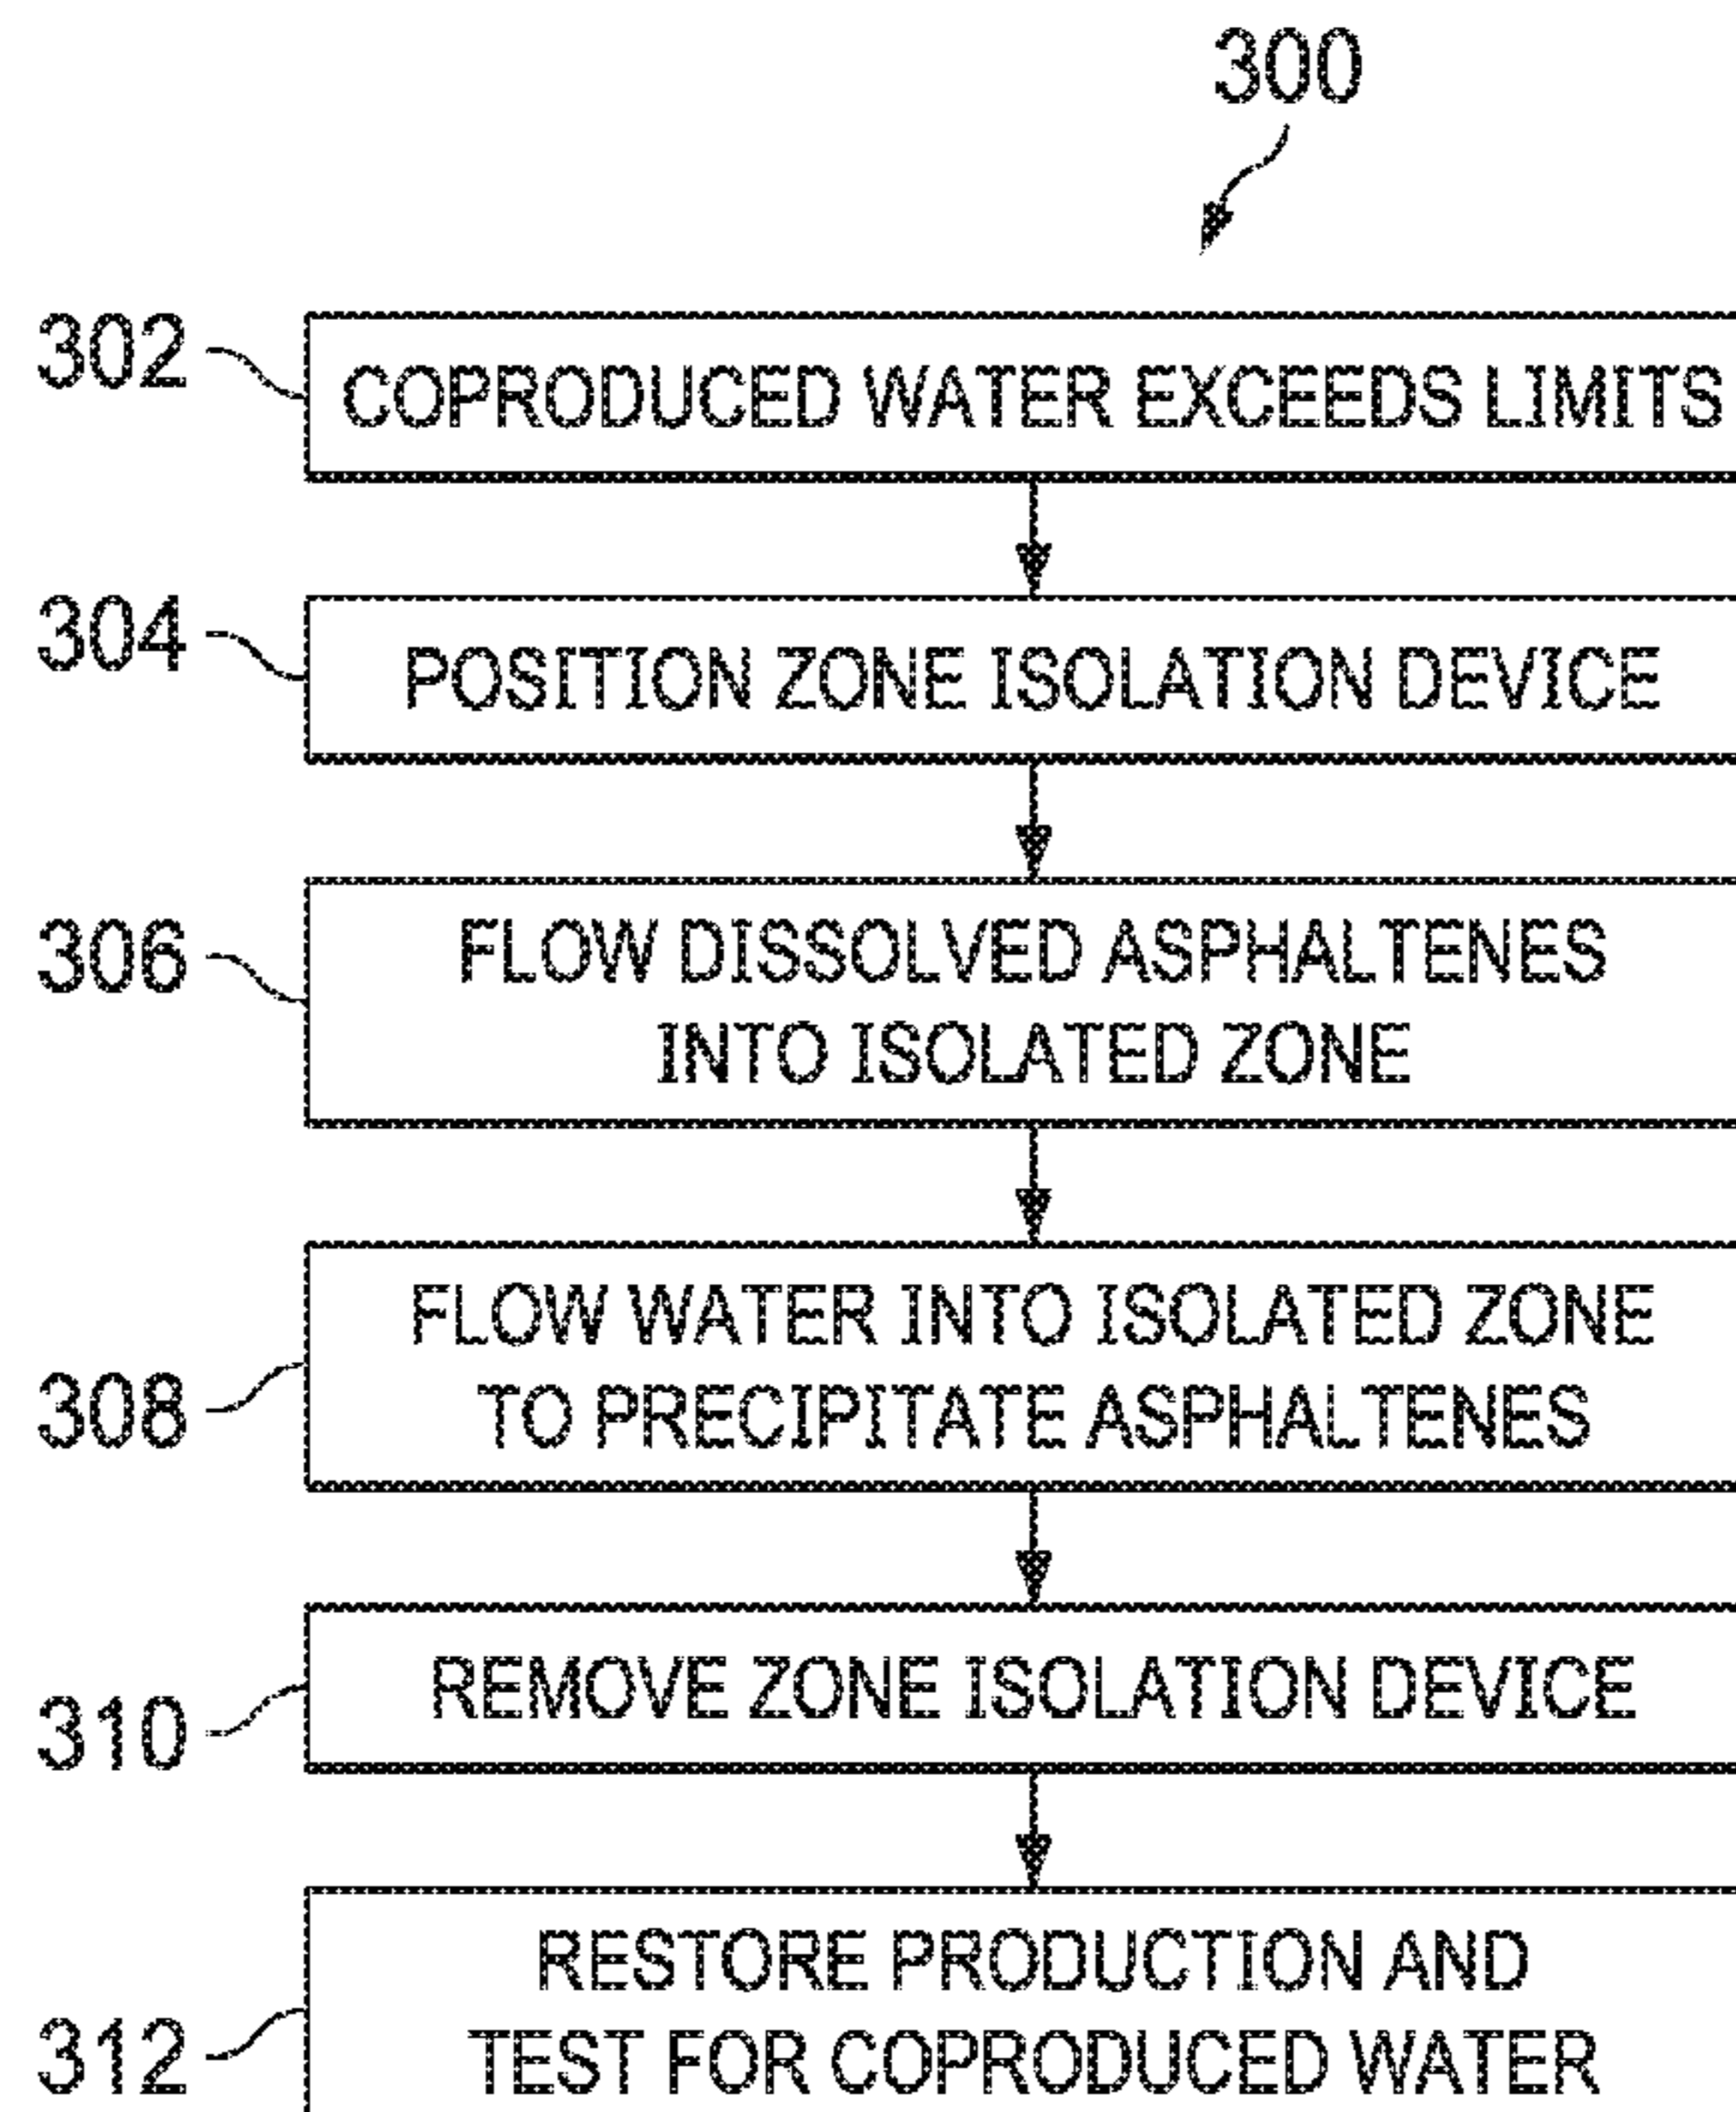 300
302
COPRODUCED WATER EXCEEDS LIMITS
304
POSITION ZONE ISOLATION DEVICE
306
FLOW DISSOLVED ASPHALTENES
INTO ISOLATED ZONE
308
FLOW WATER INTO ISOLATED ZONE
TO PRECIPITATE ASPHALTENES
310
REMOVE ZONE ISOLATION DEVICE
312
RESTORE PRODUCTION AND
TEST FOR COPRODUCED WATER